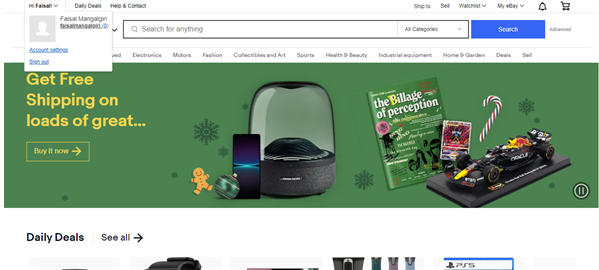 Hi Faisal! Daily Deals Help & Contact Ship to Sell Watchlist My eBay
Faisal Mangalgiri
faisalmangalgiri (0)
Account settings
Sign out
Search for anything All Categories Search Advanced
Electronics Motors Fashion Collectibles and Art Sports Health & Beauty Industrial equipment Home & Garden Deals Sell
Get Free
Shipping on
loads of great...
Buy it now
the Billage
of perception
ORACLE
Daily Deals See all
PS5